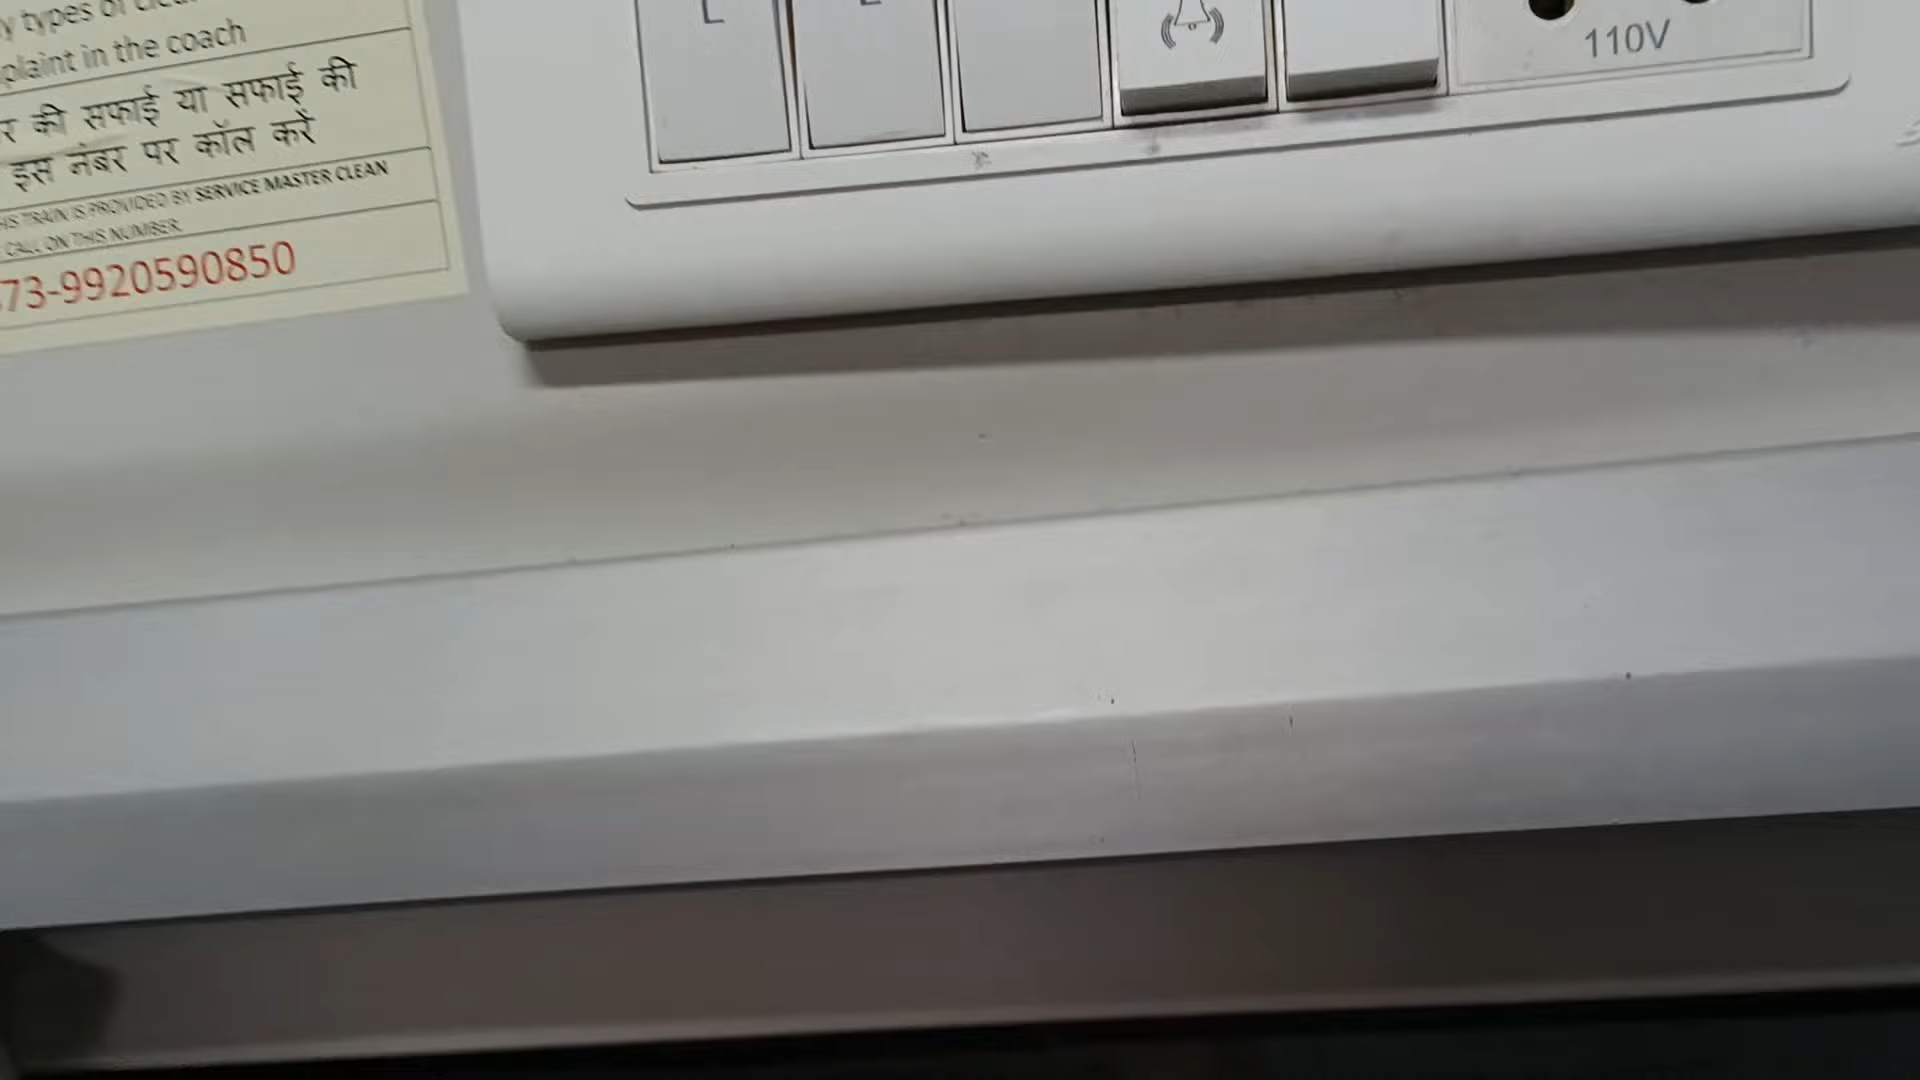 y types of
plaint in the coach
र की सफाई या सफाई की
इस नंबर पर कॉल करें
HIS TRAIN IS PROVIDED BY SERVICE MASTER CLEAN
CALL ON THIS NUMBER.
73-9920590850
L
L
110V